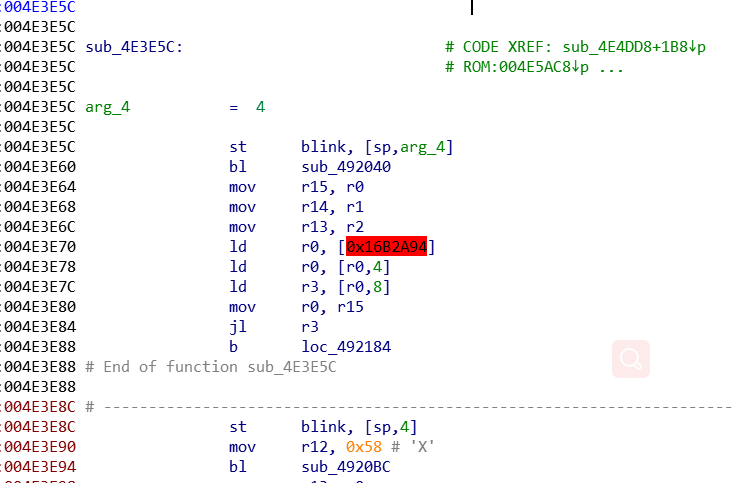 :004E3E5C
:004E3E5C
:004E3E5C sub_4E3E5C: # CODE XREF: sub_4E4DD8+1B8↓p
:004E3E5C # ROM:004E5AC8↓p ...
:004E3E5C
:004E3E5C arg_4 = 4
:004E3E5C
:004E3E5C st blink, [sp,arg_4]
:004E3E60 bl sub_492040
:004E3E64 mov r15, r0
:004E3E68 mov r14, r1
:004E3E6C mov r13, r2
:004E3E70 ld r0, [0x16B2A94]
:004E3E78 ld r0, [r0,4]
:004E3E7C ld r3, [r0,8]
:004E3E80 mov r0, r15
:004E3E84 jl r3
:004E3E88 b loc_492184
:004E3E88 # End of function sub_4E3E5C
:004E3E88
:004E3E8C # ---------------------------------------------------------------------
:004E3E8C st blink, [sp,4]
:004E3E90 mov r12, 0x58 # 'X'
:004E3E94 bl sub_4920BC